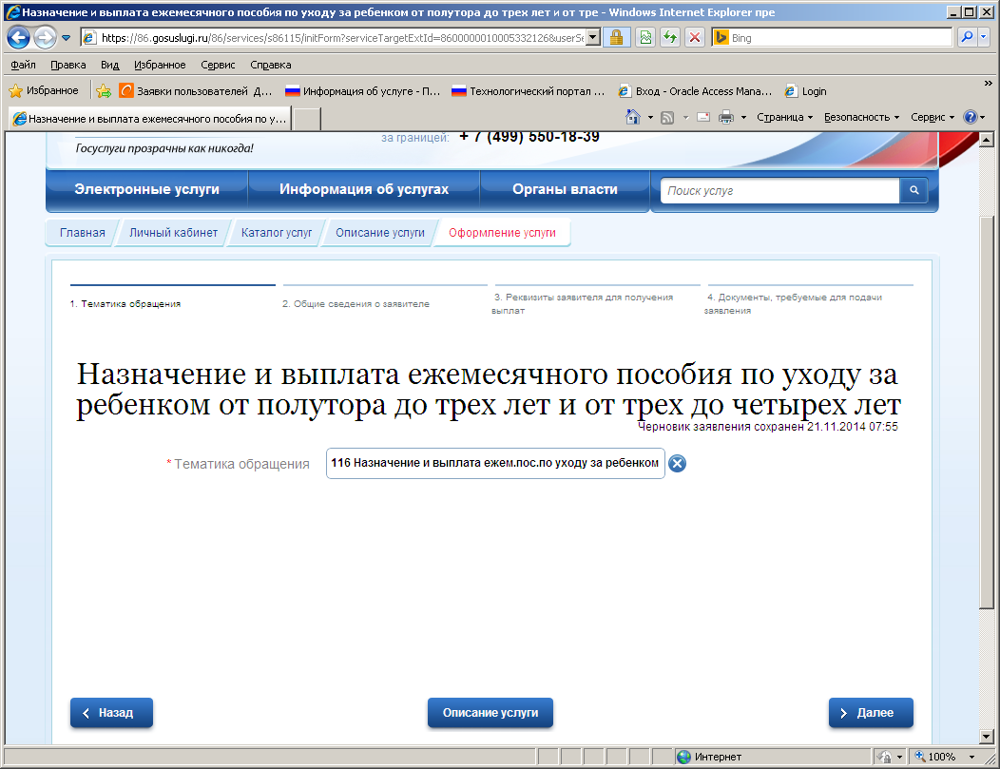 Назначение и выплата ежемесячного пособия по уходу за ребенком от полутора до трех лет и от тре - Windows Internet Explorer пре
https://86.gosuslugi.ru/86/services/s86115/initForm?serviceTargetExtId=8600000010005332126&userSe
Bing
Файл Правка Вид Избранное Сервис Справка
Избранное Заявки пользователей Д... Информация об услуге - П... Технологический портал ... Вход - Oracle Access Mana... Login
Назначение и выплата ежемесячного пособия по у... Страница Безопасность Сервис
Госуслуги прозрачны как никогда! за границей: + 7 (499) 550-18-39
Электронные услуги Информация об услугах Органы власти Поиск услуг
Главная Личный кабинет Каталог услуг Описание услуги Оформление услуги
1. Тематика обращения 2. Общие сведения о заявителе 3. Реквизиты заявителя для получения выплат 4. Документы, требуемые для подачи заявления
Назначение и выплата ежемесячного пособия по уходу за
ребенком от полутора до трех лет и от трех до четырех лет
Черновик заявления сохранен 21.11.2014 07:55
* Тематика обращения 116 Назначение и выплата ежем.пос.по уходу за ребенком
Назад Описание услуги Далее
Интернет 100%